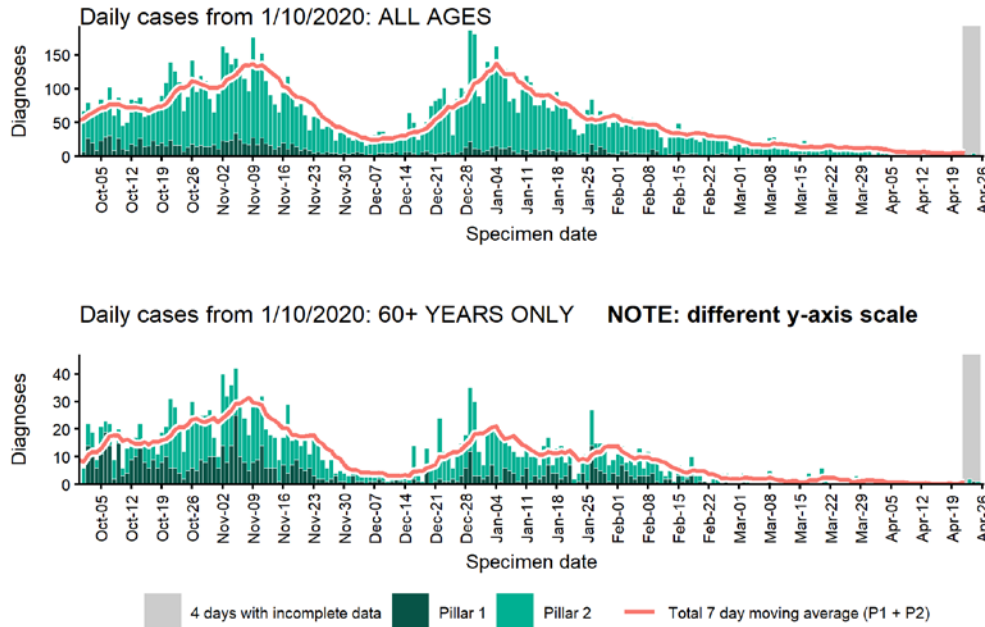 Daily cases from 1/10/2020: ALL AGES
Diagnoses
150
100
50
0
Oct-05 Oct-12 Oct-19 Oct-26 Nov-02 Nov-09 Nov-16 Nov-23 Nov-30 Dec-07 Dec-14 Dec-21 Dec-28 Jan-04 Jan-11 Jan-18 Jan-25 Feb-01 Feb-08 Feb-15 Feb-22 Mar-01 Mar-08 Mar-15 Mar-22 Mar-29 Apr-05 Apr-12 Apr-19 Apr-26
Specimen date
Daily cases from 1/10/2020: 60+ YEARS ONLY NOTE: different y-axis scale
Diagnoses
40
30
20
10
0
Oct-05 Oct-12 Oct-19 Oct-26 Nov-02 Nov-09 Nov-16 Nov-23 Nov-30 Dec-07 Dec-14 Dec-21 Dec-28 Jan-04 Jan-11 Jan-18 Jan-25 Feb-01 Feb-08 Feb-15 Feb-22 Mar-01 Mar-08 Mar-15 Mar-22 Mar-29 Apr-05 Apr-12 Apr-19 Apr-26
Specimen date
4 days with incomplete data Pillar 1 Pillar 2 Total 7 day moving average (P1 + P2)